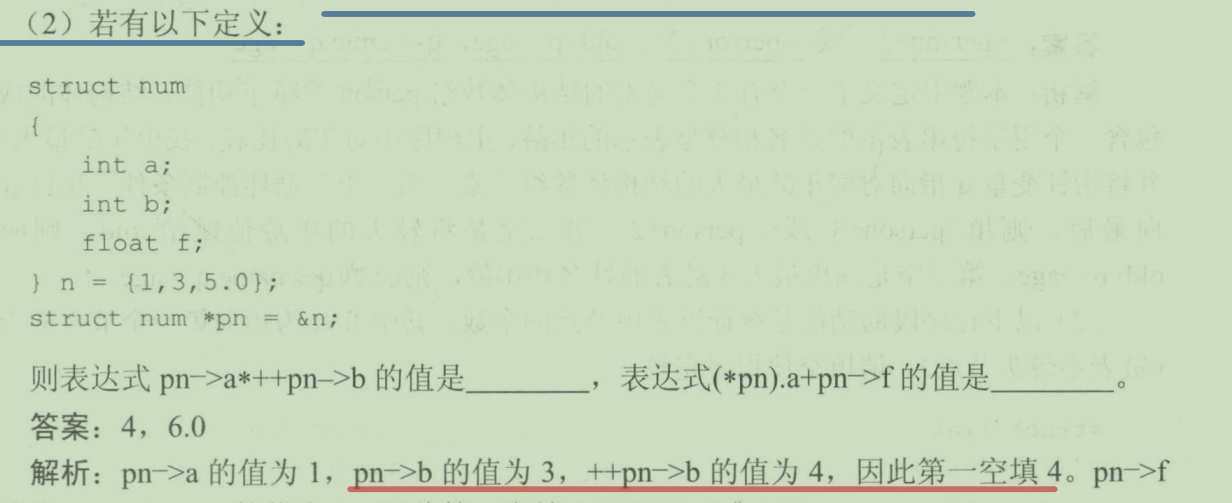 （2）若有以下定义：
struct num
{
int a;
int b;
float f;
} n = {1,3,5.0};
struct num *pn = &n;
则表达式 pn->a*++pn->b 的值是________，表达式(*pn).a+pn->f 的值是________。
答案：4，6.0
解析：pn->a 的值为 1，pn->b 的值为 3，++pn->b 的值为 4，因此第一空填 4。pn->f